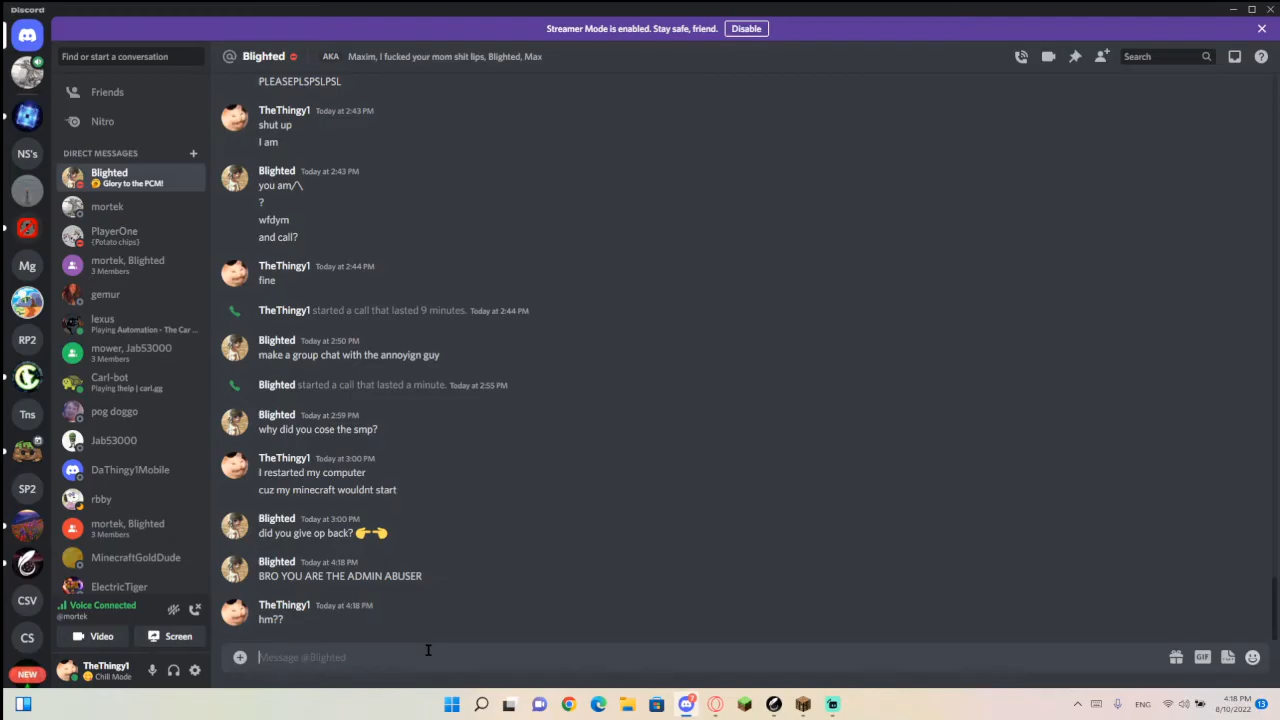 Discord
Streamer Mode is enabled. Stay safe, friend.
Disable
Find or start a conversation
Blighted
AKA
Maxim, I fucked your mom shit lips, Blighted, Max
Search
Friends
Nitro
DIRECT MESSAGES
Blighted
Glory to the PCM!
mortek
PlayerOne
{Potato chips}
mortek, Blighted
3 Members
gemur
lexus
Playing Automation - The Car ...
mower, Jab53000
3 Members
Carl-bot
Playing !help | carl.gg
pog doggo
Jab53000
DaThingy1Mobile
rbby
mortek, Blighted
3 Members
MinecraftGoldDude
ElectricTiger
NS's
Mg
RP2
Tns
SP2
CSV
CS
NEW
Voice Connected
@mortek
Video
Screen
TheThingy1
Chill Mode
PLEASEPLSPSLPSL
TheThingy1 Today at 2:43 PM
shut up
I am
Blighted Today at 2:43 PM
you am/\
?
wfdym
and call?
TheThingy1 Today at 2:44 PM
fine
TheThingy1 started a call that lasted 9 minutes. Today at 2:44 PM
Blighted Today at 2:50 PM
make a group chat with the annoyign guy
Blighted started a call that lasted a minute. Today at 2:55 PM
Blighted Today at 2:59 PM
why did you cose the smp?
TheThingy1 Today at 3:00 PM
I restarted my computer
cuz my minecraft wouldnt start
Blighted Today at 3:00 PM
did you give op back? 👉👈
Blighted Today at 4:18 PM
BRO YOU ARE THE ADMIN ABUSER
TheThingy1 Today at 4:18 PM
hm??
Message @Blighted
GIF
ENG
4:18 PM
8/10/2022
13